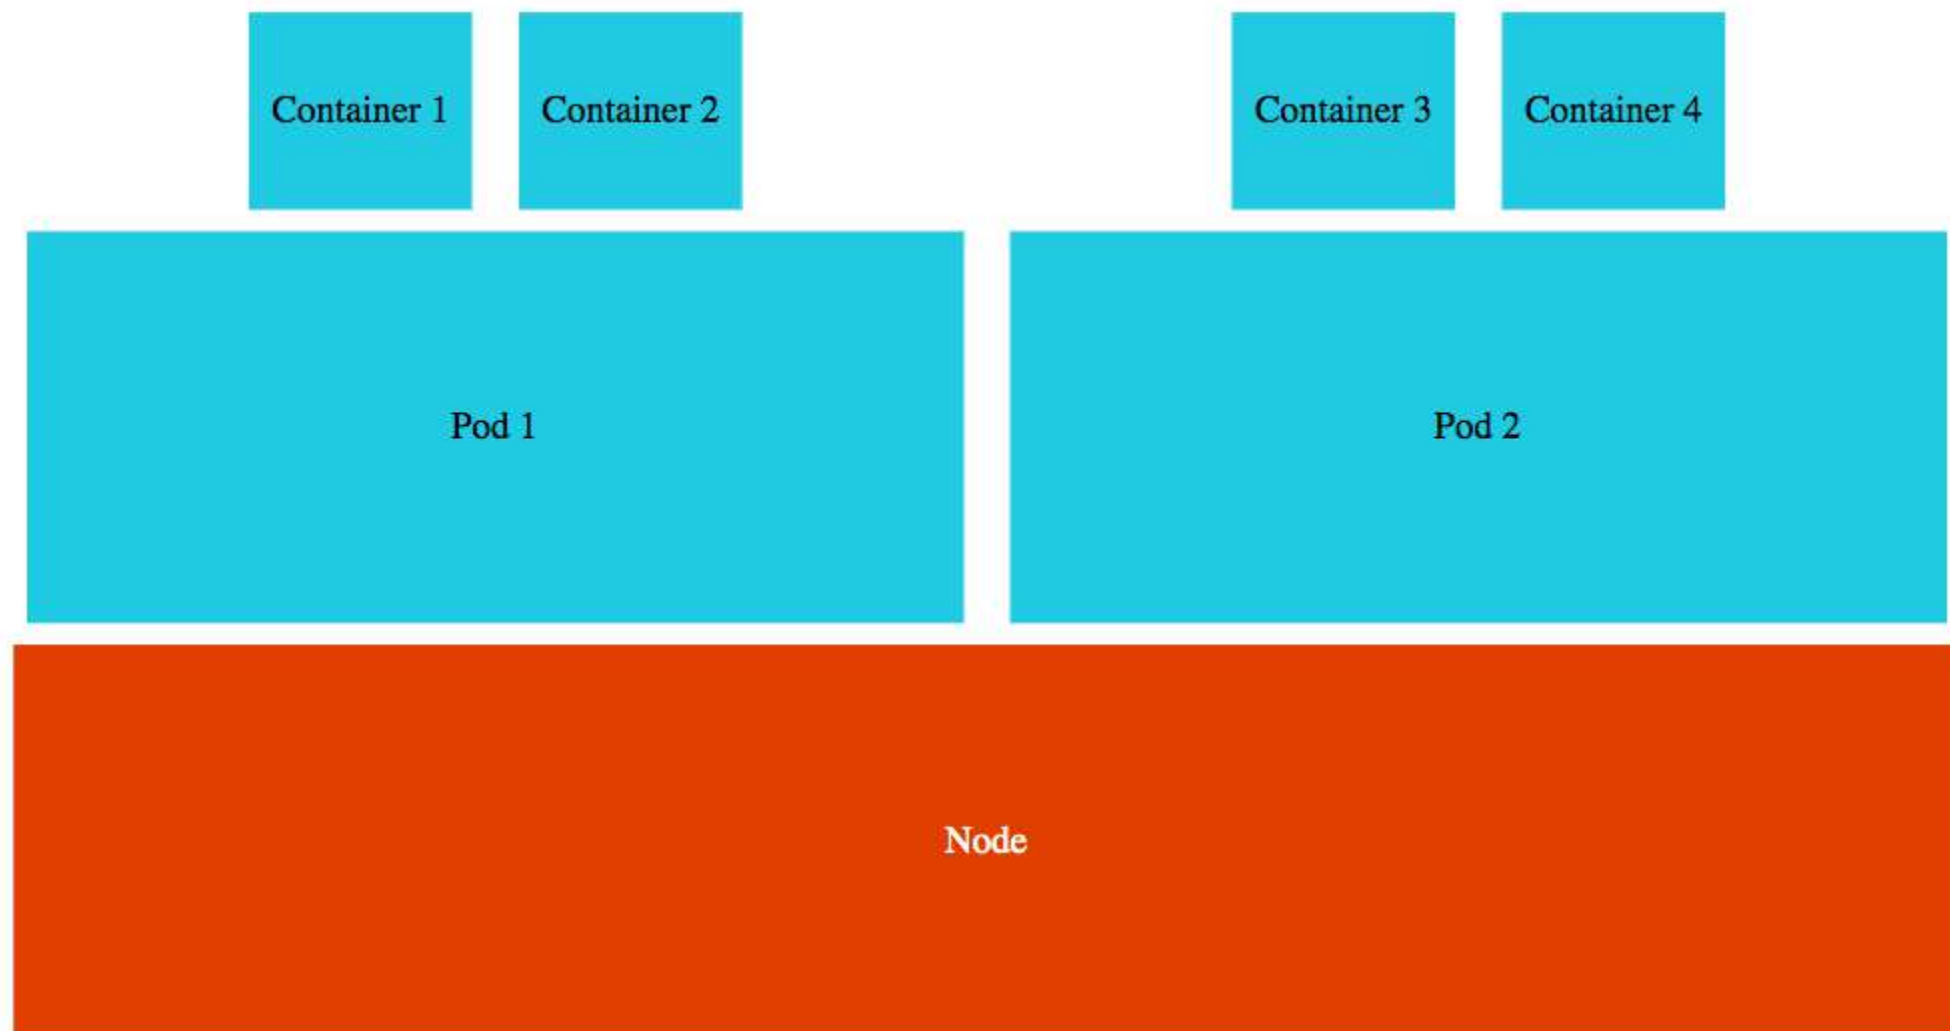 Container 1
Container 2
Container 3
Container 4
Pod 1
Pod 2
Node